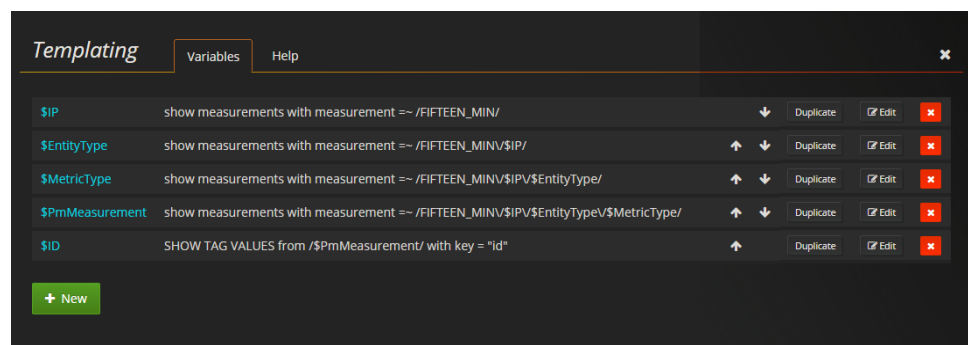 Templating Variables Help ×
$IP show measurements with measurement =~ /FIFTEEN_MIN/ Duplicate Edit
$EntityType show measurements with measurement =~ /FIFTEEN_MIN\/$IP/ Duplicate Edit
$MetricType show measurements with measurement =~ /FIFTEEN_MIN\/$IP\/$EntityType/ Duplicate Edit
$PmMeasurement show measurements with measurement =~ /FIFTEEN_MIN\/$IP\/$EntityType\/$MetricType/ Duplicate Edit
$ID SHOW TAG VALUES from /$PmMeasurement/ with key = "id" Duplicate Edit
+ New